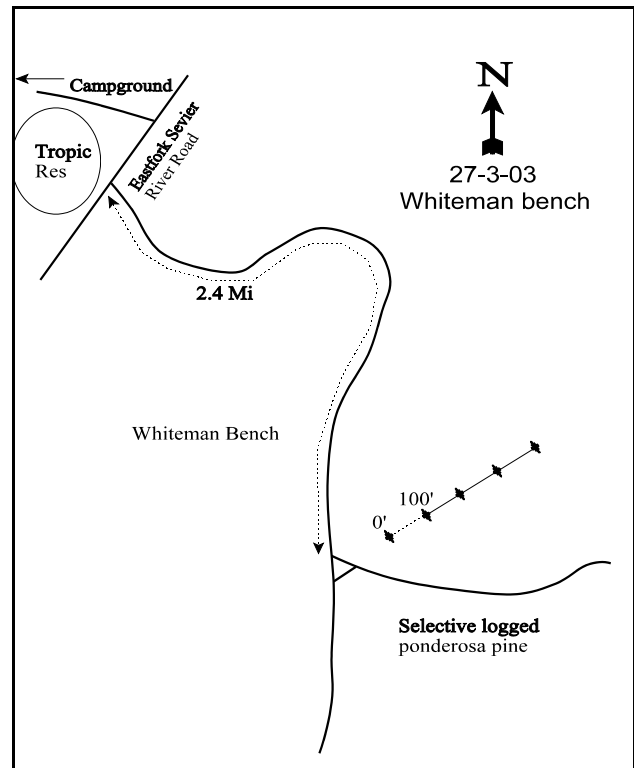 Campground
N
Tropic
Res
Eastfork Sevier
River Road
27-3-03
Whiteman bench
2.4 Mi
Whiteman Bench
100'
0'
Selective logged
ponderosa pine